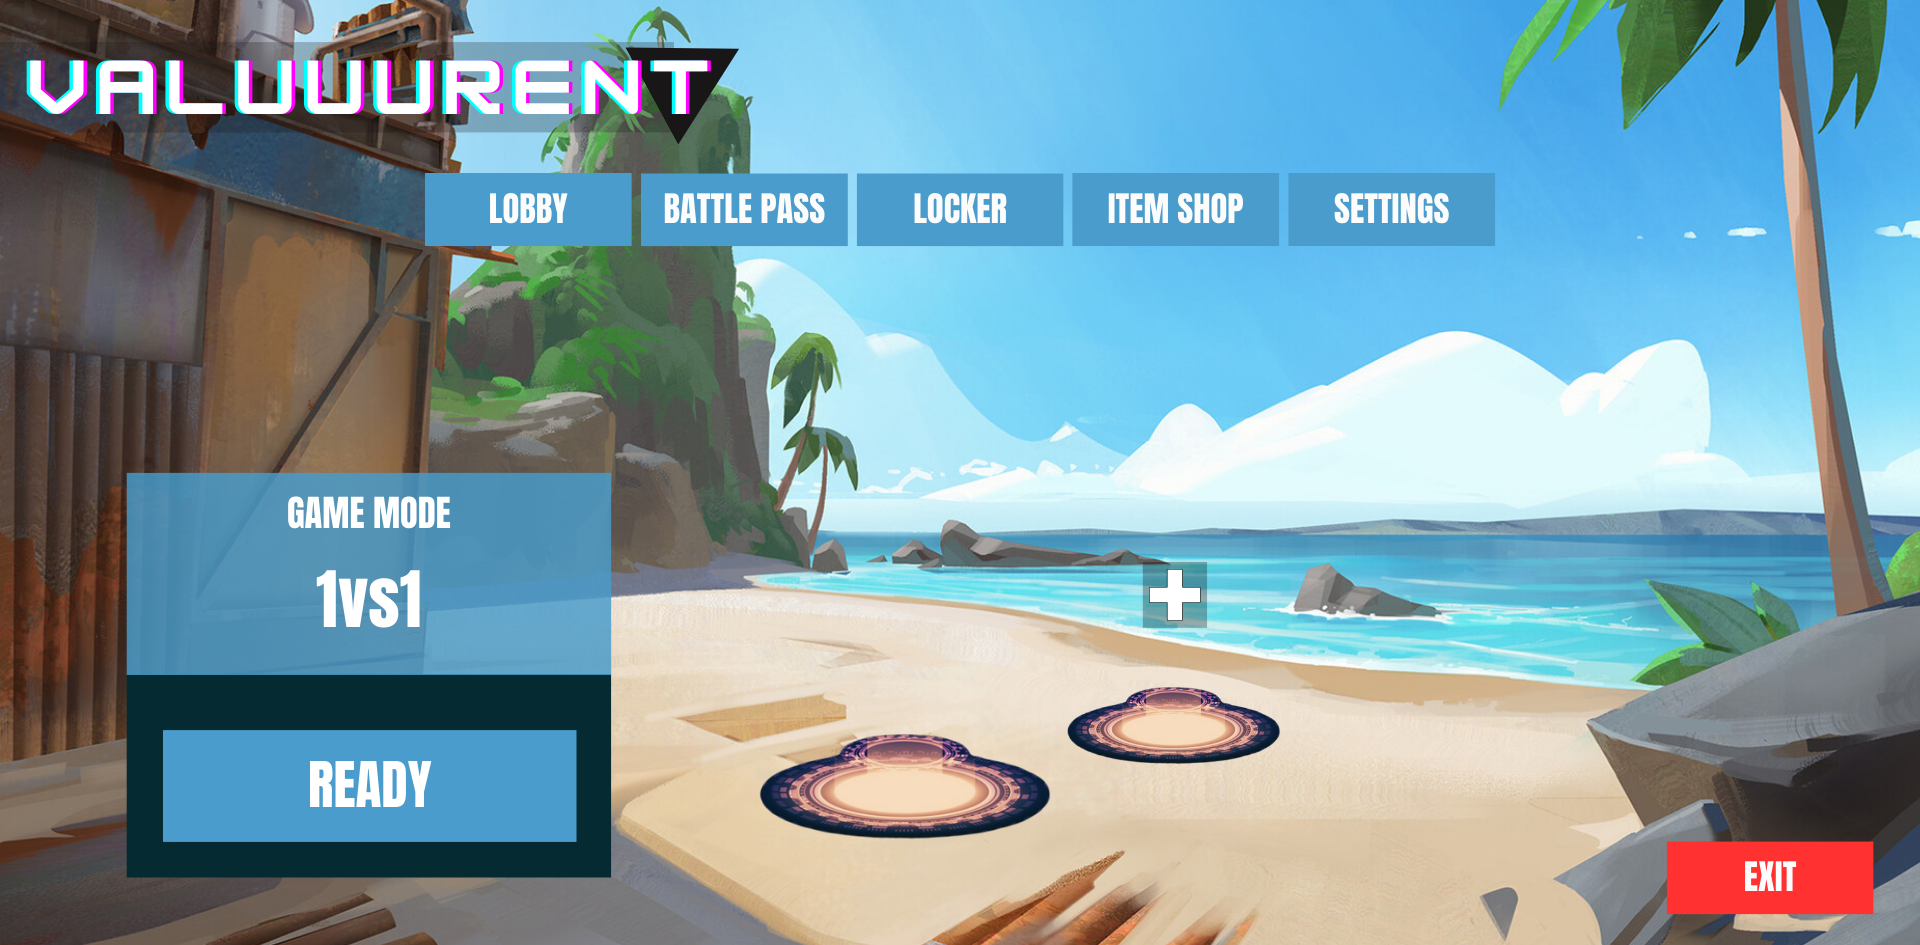 VALUUURENT
LOBBY
BATTLE PASS
LOCKER
ITEM SHOP
SETTINGS
GAME MODE
1vs1
READY
EXIT